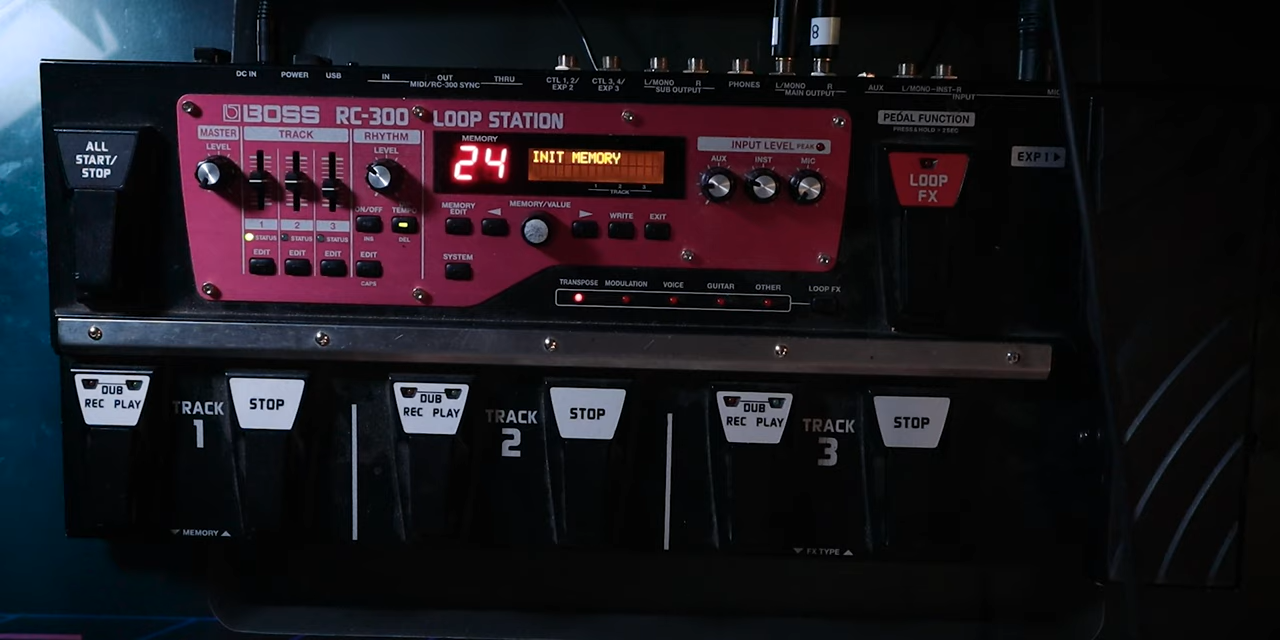 8
DC IN POWER USB IN OUT THRU
MIDI/RC-300 SYNC
CTL 1, 2/
EXP 2
CTL 3, 4/
EXP 3
L/MONO R
SUB OUTPUT
PHONES
L/MONO R
MAIN OUTPUT
AUX L/MONO-INST-R MIC
INPUT
BOSS RC-300 LOOP STATION
ALL
START/
STOP
MASTER
LEVEL
TRACK
RHYTHM
LEVEL
1 2 3
STATUS STATUS STATUS
EDIT EDIT EDIT
ON/OFF TEMPO
INS DEL
EDIT
CAPS
MEMORY
24
INIT MEMORY
1 2 3
TRACK
MEMORY
EDIT
MEMORY/VALUE
WRITE EXIT
SYSTEM
INPUT LEVEL PEAK
AUX INST MIC
PEDAL FUNCTION
PRESS & HOLD > 2 SEC
LOOP
FX
EXP 1
TRANSPOSE MODULATION VOICE GUITAR OTHER
LOOP FX
DUB
REC PLAY
TRACK
1
STOP
DUB
REC PLAY
TRACK
2
STOP
DUB
REC PLAY
TRACK
3
STOP
MEMORY
FX TYPE